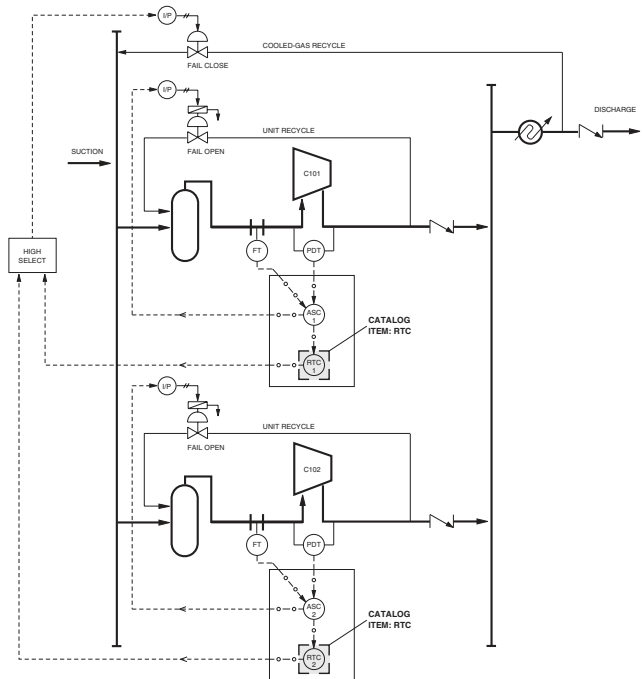 I/P
COOLED-GAS RECYCLE
FAIL CLOSE
I/P
DISCHARGE
UNIT RECYCLE
FAIL OPEN
SUCTION
C101
HIGH
SELECT
FT
PDT
ASC
1
CATALOG
ITEM: RTC
RTC
1
I/P
UNIT RECYCLE
FAIL OPEN
C102
FT
PDT
ASC
2
CATALOG
ITEM: RTC
RTC
2